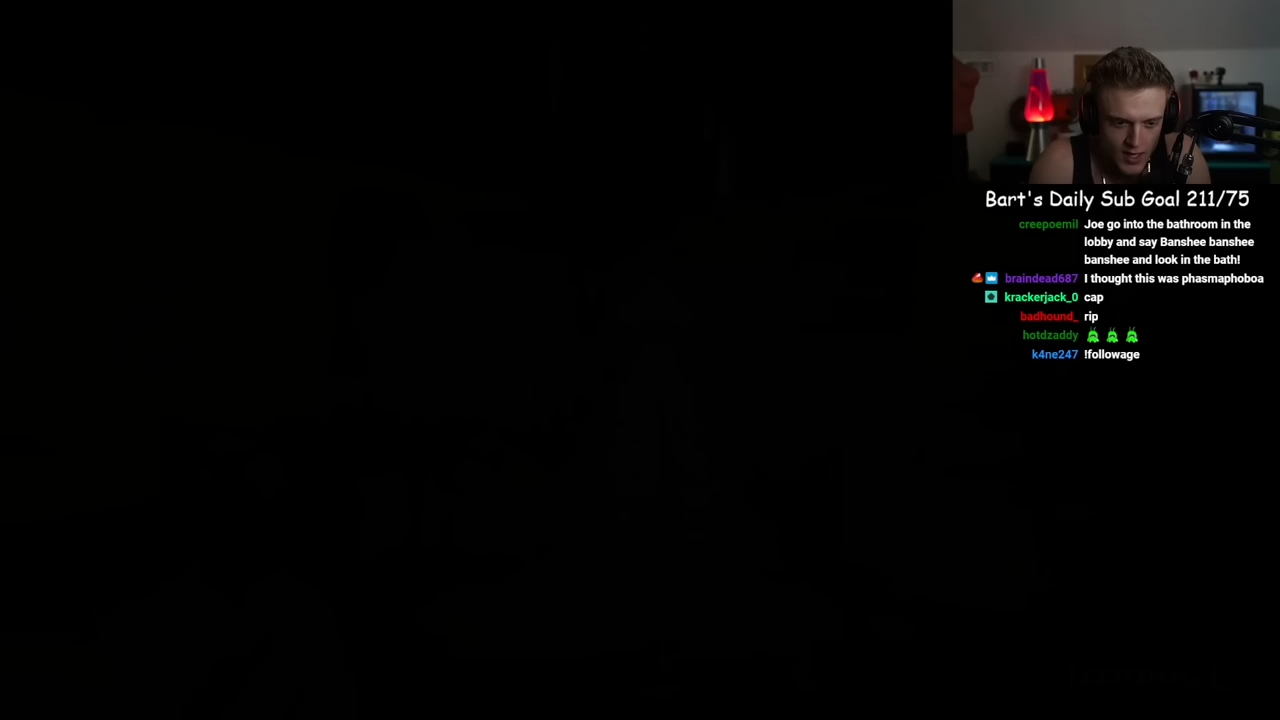 Bart's Daily Sub Goal 211/75
creepoemil Joe go into the bathroom in the
lobby and say Banshee banshee
banshee and look in the bath!
braindead687 I thought this was phasmaphoboa
krackerjack_0 cap
badhound_ rip
hotdzaddy
k4ne247 !followage